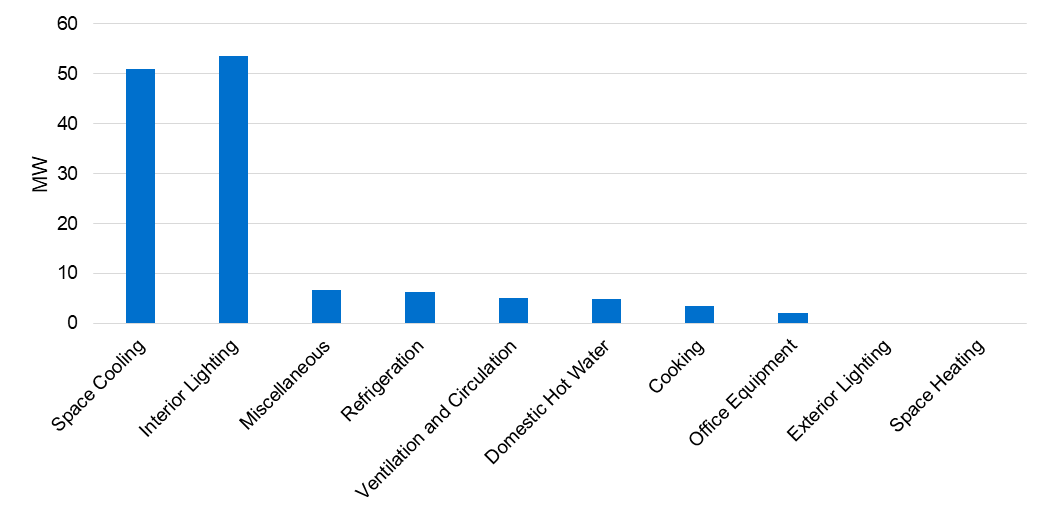 60
50
40
30
20
10
0
MW
Space Cooling
Interior Lighting
Miscellaneous
Refrigeration
Ventilation and Circulation
Domestic Hot Water
Cooking
Office Equipment
Exterior Lighting
Space Heating